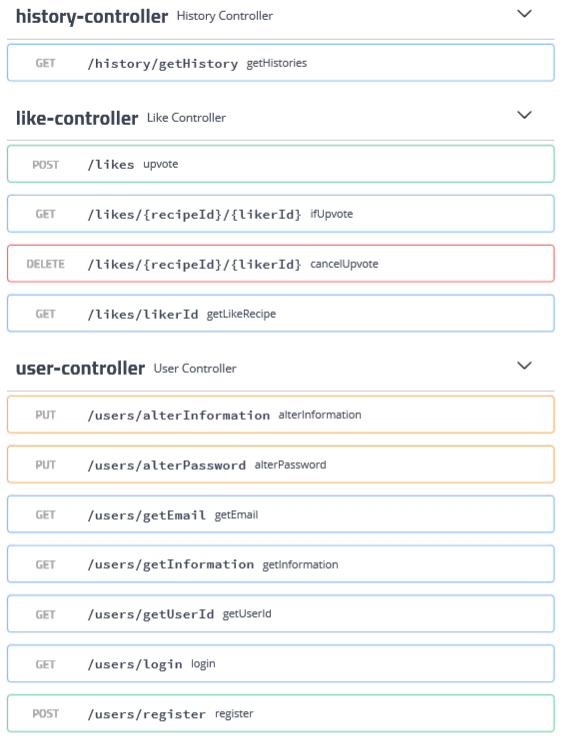 history-controller History Controller
GET /history/getHistory getHistories
like-controller Like Controller
POST /likes upvote
GET /likes/{recipeId}/{likerId} ifUpvote
DELETE /likes/{recipeId}/{likerId} cancelUpvote
GET /likes/likerId getLikeRecipe
user-controller User Controller
PUT /users/alterInformation alterInformation
PUT /users/alterPassword alterPassword
GET /users/getEmail getEmail
GET /users/getInformation getInformation
GET /users/getUserId getUserId
GET /users/login login
POST /users/register register